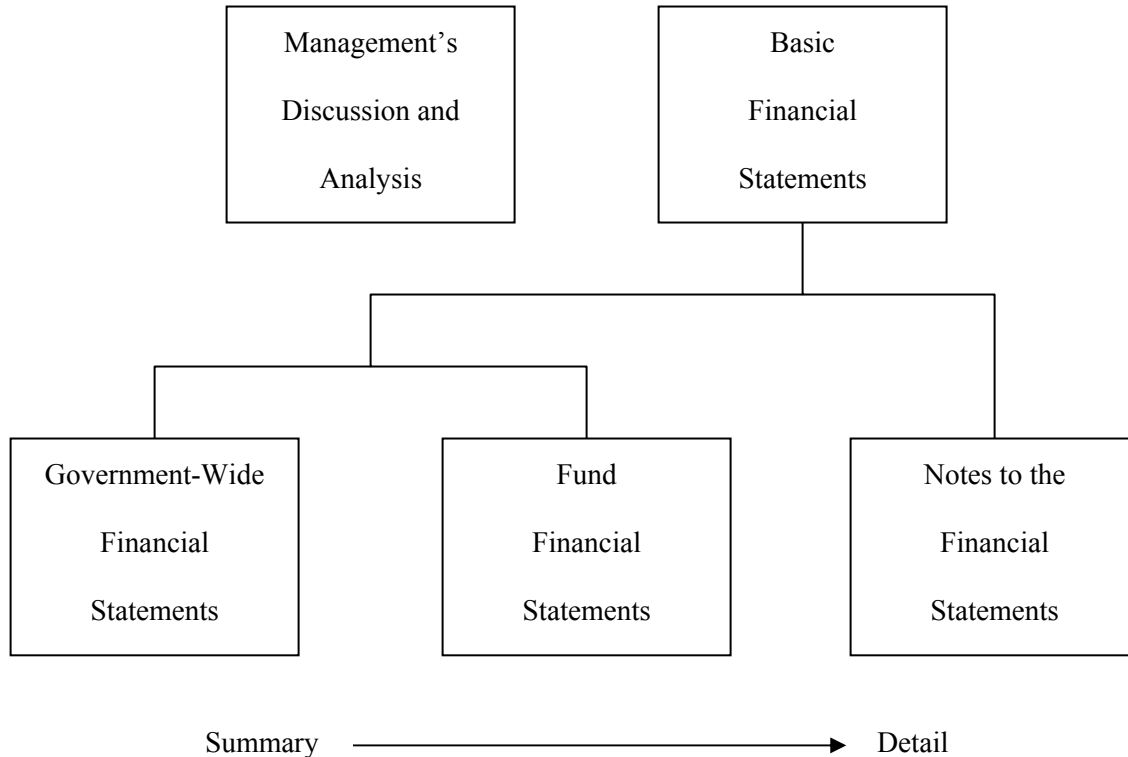 Management’s
Discussion and
Analysis
Basic
Financial
Statements
Government-Wide
Financial
Statements
Fund
Financial
Statements
Notes to the
Financial
Statements
Summary
Detail